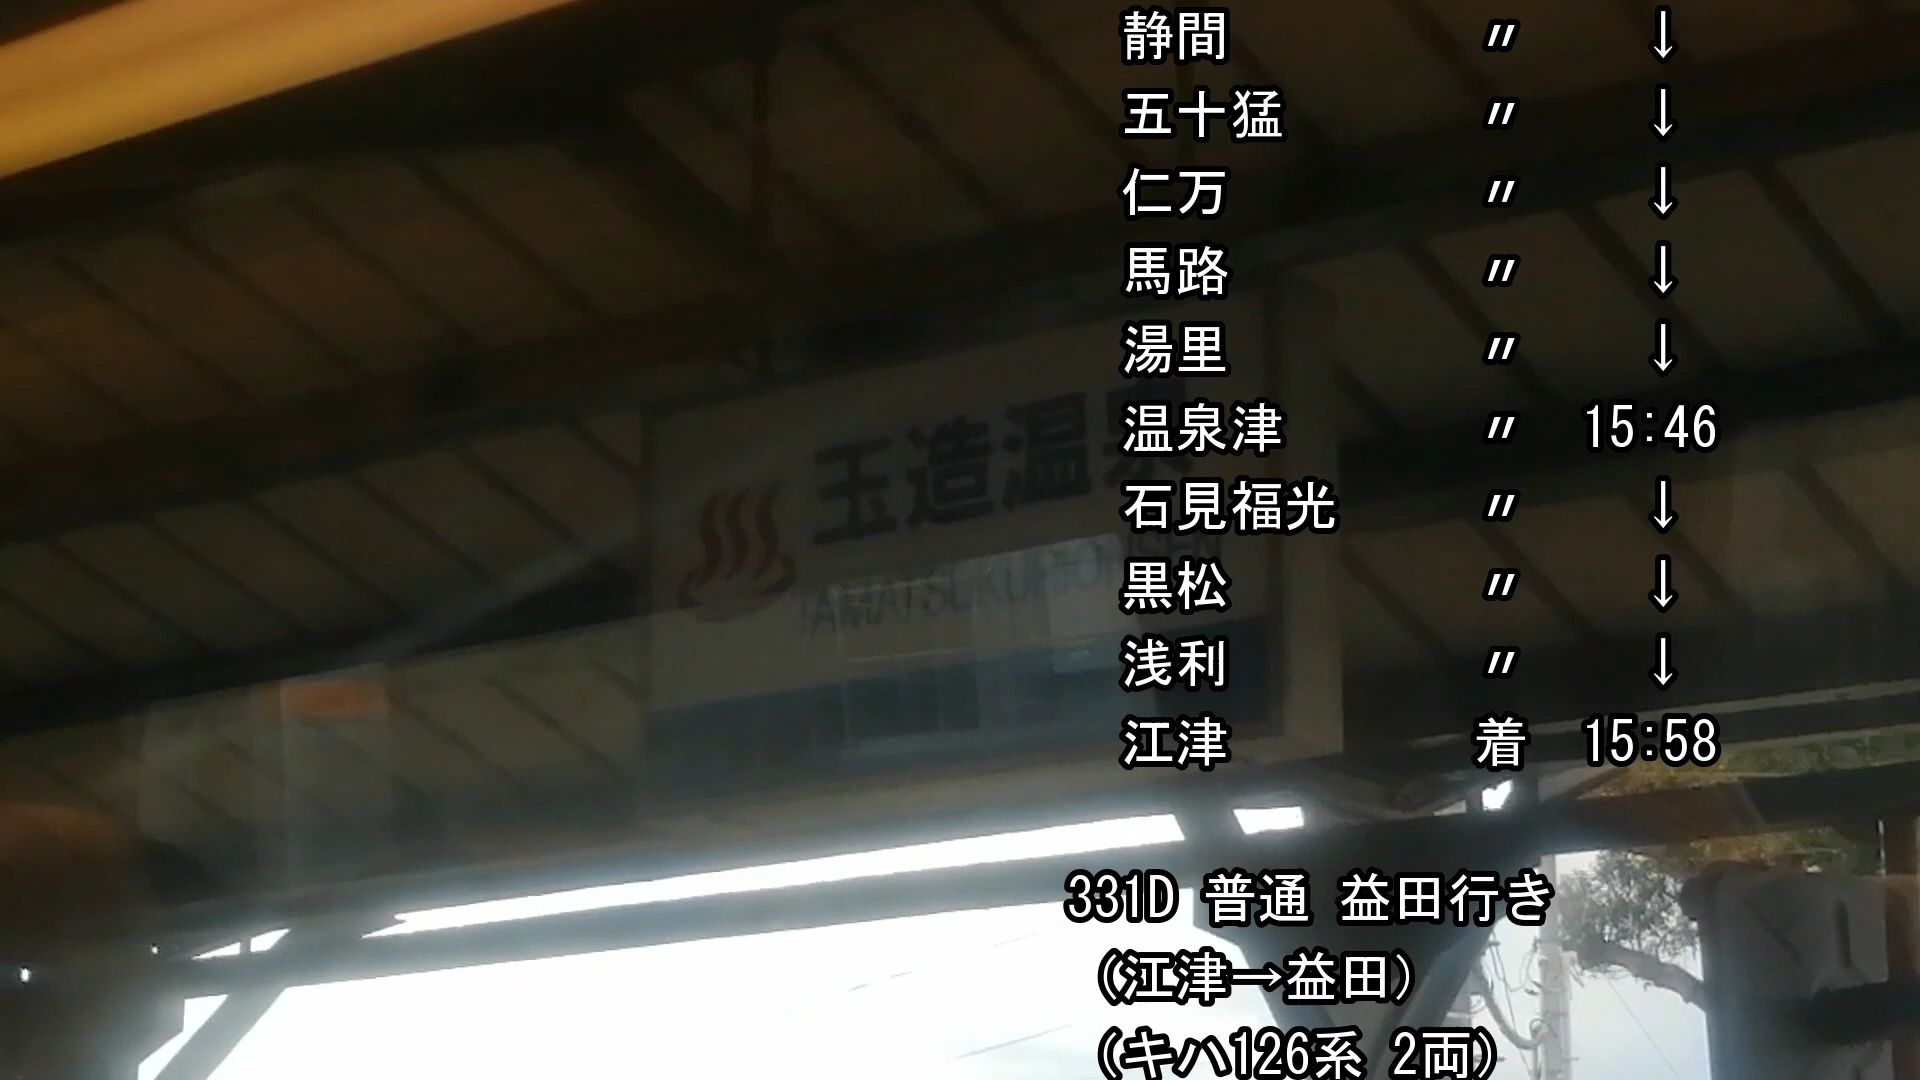 静間 〃 ↓
五十猛 〃 ↓
仁万 〃 ↓
馬路 〃 ↓
湯里 〃 ↓
温泉津 〃 15:46
石見福光 〃 ↓
黒松 〃 ↓
浅利 〃 ↓
江津 着 15:58
玉造温泉
TAMATSUKURIONSEN
331D 普通 益田行き
(江津→益田)
(キハ126系 2両)